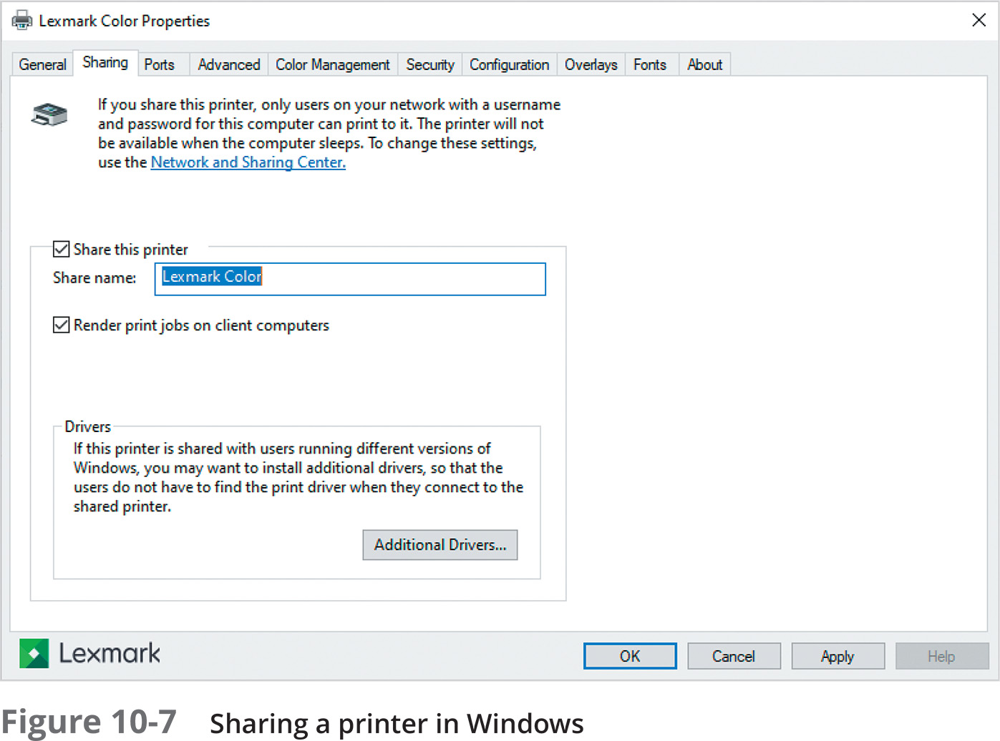 Lexmark Color Properties
General Sharing Ports Advanced Color Management Security Configuration Overlays Fonts About
If you share this printer, only users on your network with a username
and password for this computer can print to it. The printer will not
be available when the computer sleeps. To change these settings,
use the Network and Sharing Center.
Share this printer
Share name: Lexmark Color
Render print jobs on client computers
Drivers
If this printer is shared with users running different versions of
Windows, you may want to install additional drivers, so that the
users do not have to find the print driver when they connect to the
shared printer.
Additional Drivers...
Lexmark OK Cancel Apply Help
Figure 10-7 Sharing a printer in Windows